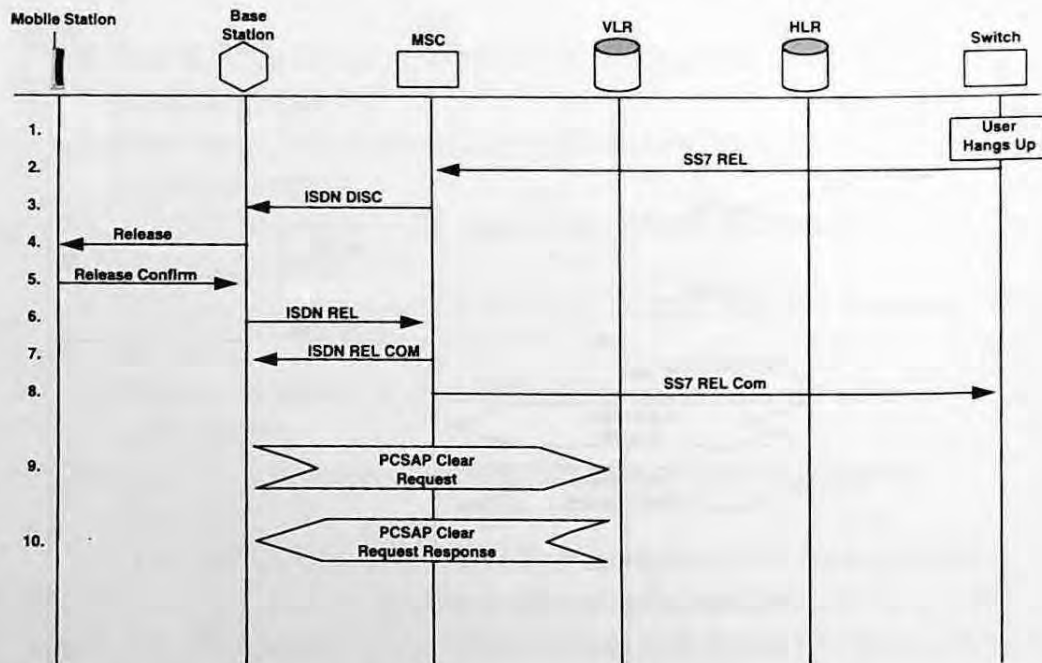 Mobile Station
Base
Station
MSC
VLR
HLR
Switch
1.
User
Hangs Up
2.
SS7 REL
3.
ISDN DISC
4.
Release
5.
Release Confirm
6.
ISDN REL
7.
ISDN REL COM
8.
SS7 REL Com
9.
PCSAP Clear
Request
10.
PCSAP Clear
Request Response